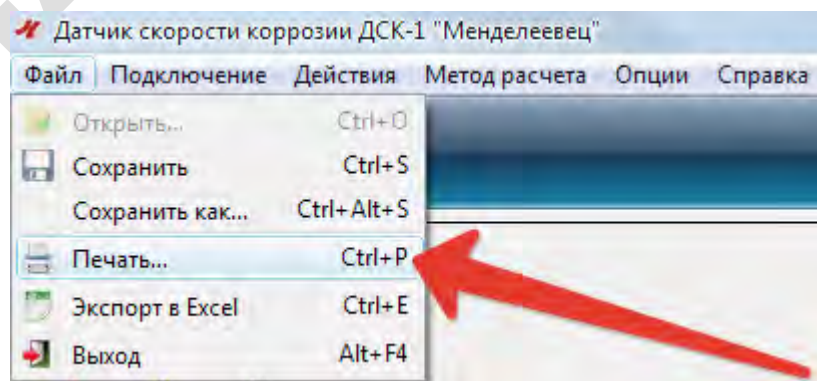 Датчик скорости коррозии ДСК-1 "Менделеевец"
Файл Подключение Действия Метод расчета Опции Справка
Открыть... Ctrl+O
Сохранить Ctrl+S
Сохранить как... Ctrl+Alt+S
Печать... Ctrl+P
Экспорт в Excel Ctrl+E
Выход Alt+F4